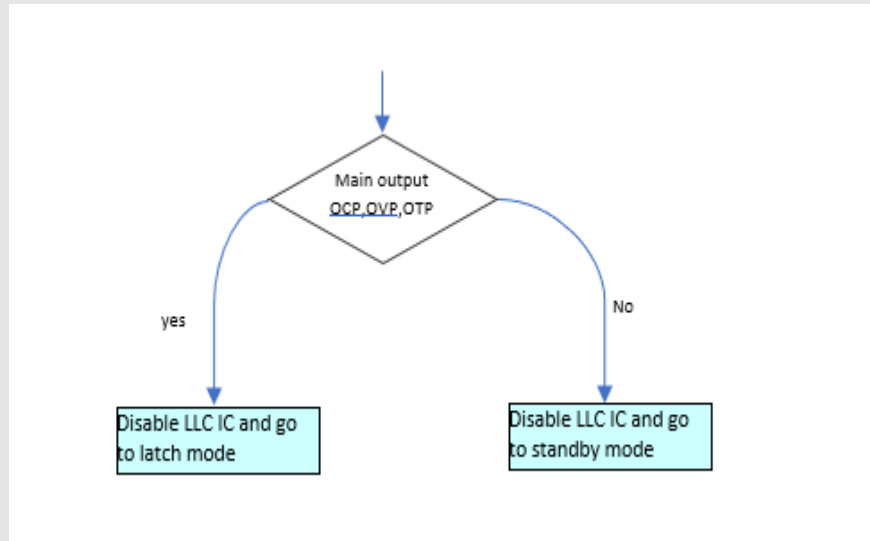 Main output
OCP,OVP,OTP
yes
No
Disable LLC IC and go
to latch mode
Disable LLC IC and go
to standby mode